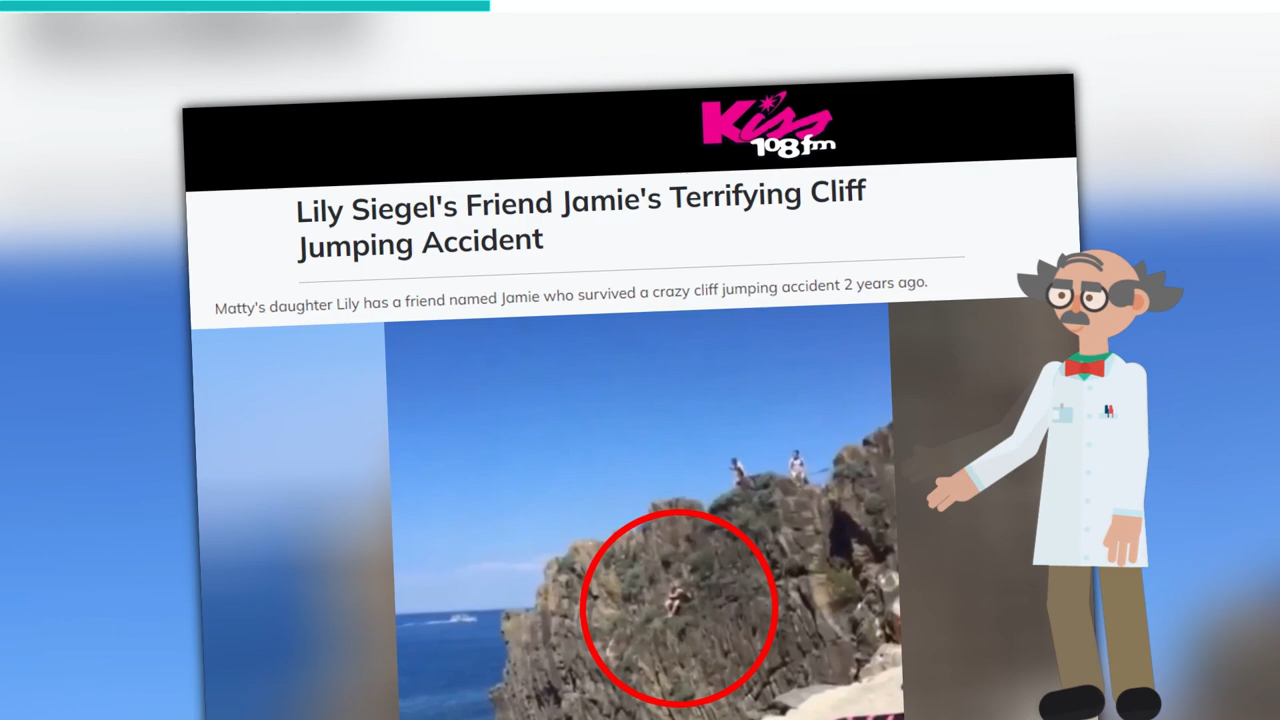 Kiss
108fm
Lily Siegel's Friend Jamie's Terrifying Cliff
Jumping Accident
Matty's daughter Lily has a friend named Jamie who survived a crazy cliff jumping accident 2 years ago.